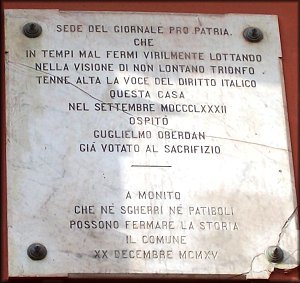 SEDE DEL GIORNALE PRO PATRIA.
CHE
IN TEMPI MAL FERMI VIRILMENTE LOTTANDO
NELLA VISIONE DI NON LONTANO TRIONFO
TENNE ALTA LA VOCE DEL DIRITTO ITALICO
QUESTA CASA
NEL SETTEMBRE MDCCCLXXXII
OSPITÒ
GUGLIELMO OBERDAN
GIÁ VOTATO AL SACRIFIZIO
A MONITO
CHE NÈ SGHERRI NÈ PATIBOLI
POSSONO FERMARE LA STORIA
IL COMUNE
XX DECEMBRE MCMXV